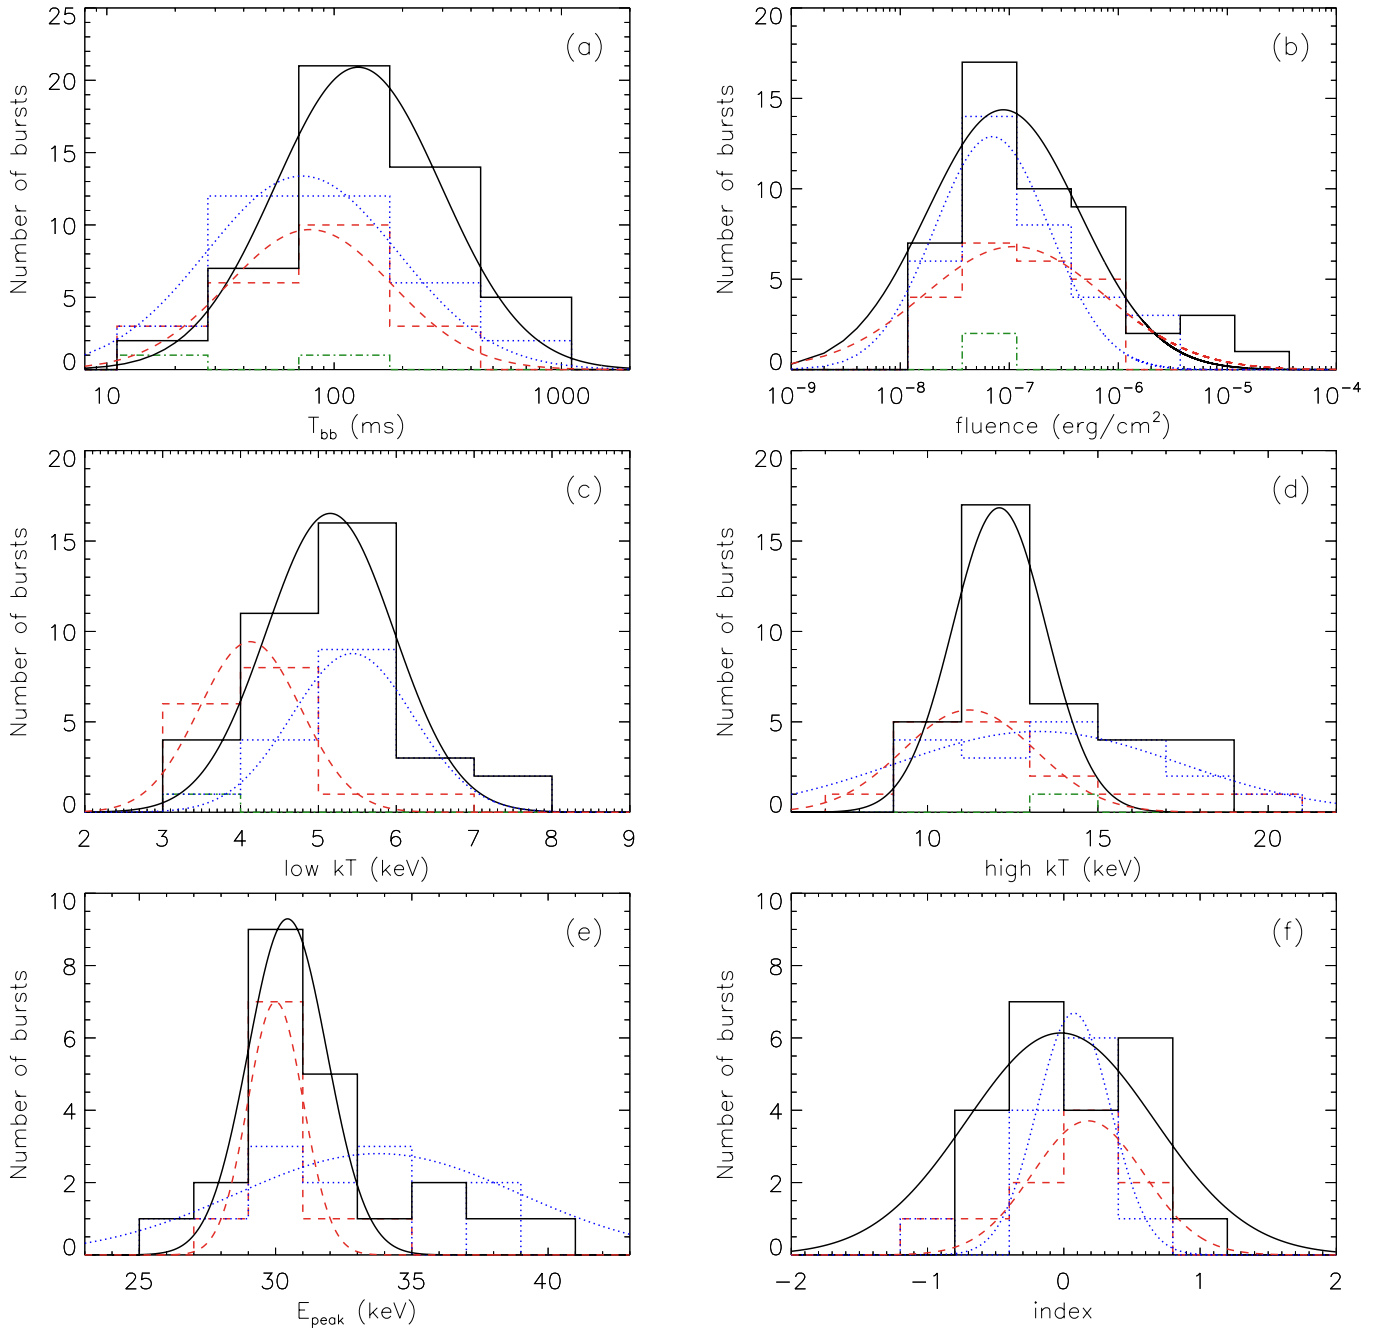 (a)
Number of bursts
25
20
15
10
5
0
10 100 1000
T_bb (ms)
(b)
Number of bursts
20
15
10
5
0
10^-9 10^-8 10^-7 10^-6 10^-5 10^-4
fluence (erg/cm^2)
(c)
Number of bursts
20
15
10
5
0
2 3 4 5 6 7 8 9
low kT (keV)
(d)
Number of bursts
20
15
10
5
0
10 15 20
high kT (keV)
(e)
Number of bursts
10
8
6
4
2
0
25 30 35 40
E_peak (keV)
(f)
Number of bursts
10
8
6
4
2
0
-2 -1 0 1 2
index